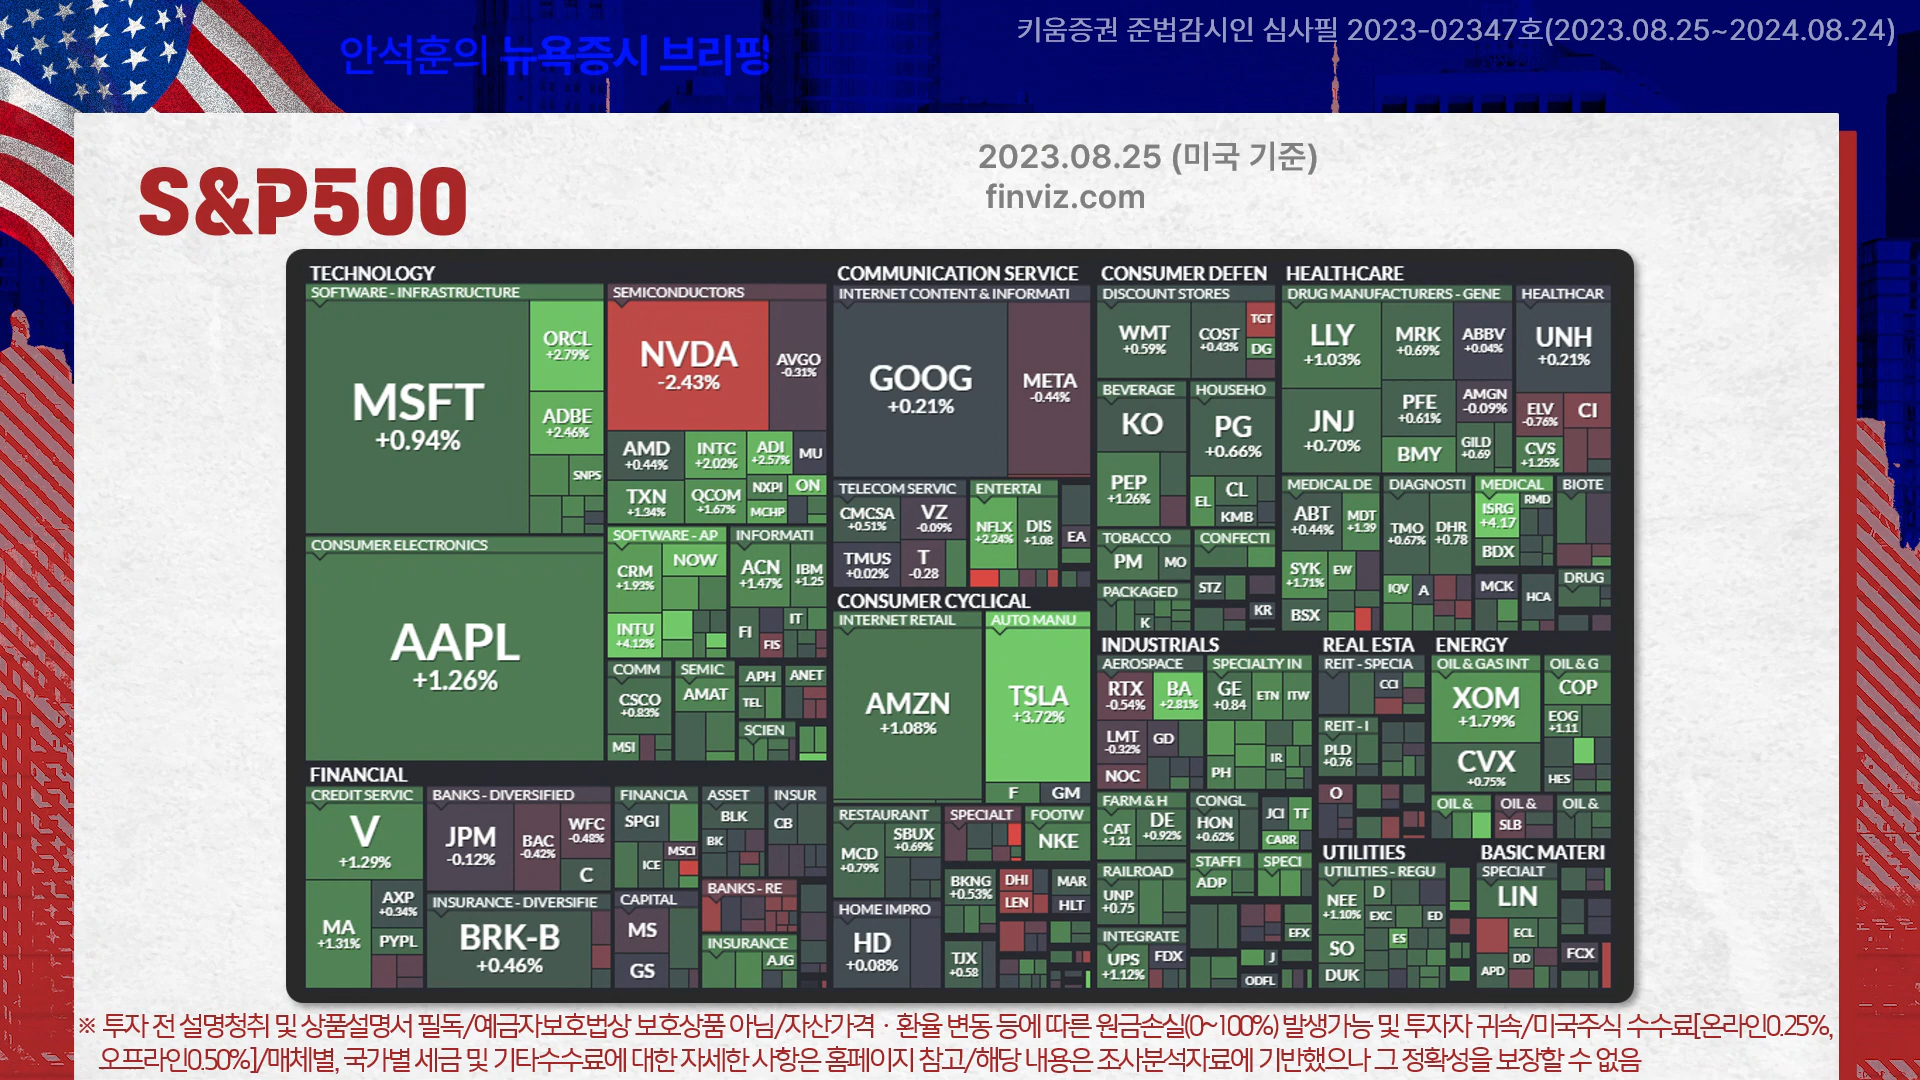 키움증권 준법감시인 심사필 2023-02347호(2023.08.25~2024.08.24)
안석훈의 뉴욕증시 브리핑
2023.08.25 (미국 기준)
finviz.com
S&P500
TECHNOLOGY
SOFTWARE - INFRASTRUCTURE
MSFT
+0.94%
ORCL
+2.79%
ADBE
+2.46%
SNPS
SEMICONDUCTORS
NVDA
-2.43%
AVGO
-0.31%
AMD
+0.44%
INTC
+2.02%
ADI
+2.57%
MU
TXN
+1.34%
QCOM
+1.67%
NXPI
ON
MCHP
CONSUMER ELECTRONICS
AAPL
+1.26%
SOFTWARE - AP
CRM
+1.93%
NOW
INTU
+4.12%
INFORMATI
ACN
+1.47%
IBM
+1.25
FI
IT
FIS
COMM
CSCO
+0.83%
MSI
SEMIC
AMAT
APH
ANET
TEL
SCIEN
COMMUNICATION SERVICE
INTERNET CONTENT & INFORMATI
GOOG
+0.21%
META
-0.44%
TELECOM SERVIC
CMCSA
+0.51%
VZ
-0.09%
TMUS
+0.02%
T
-0.28
ENTERTAI
NFLX
+2.24%
DIS
+1.08
EA
CONSUMER CYCLICAL
INTERNET RETAIL
AMZN
+1.08%
AUTO MANU
TSLA
+3.72%
F
GM
RESTAURANT
MCD
+0.79%
SBUX
+0.69%
SPECIALT
FOOTW
NKE
BKNG
+0.53%
DHI
LEN
MAR
HLT
HOME IMPRO
HD
+0.08%
TJX
+0.58
CONSUMER DEFEN
DISCOUNT STORES
WMT
+0.59%
COST
+0.43%
TGT
DG
BEVERAGE
KO
PEP
+1.26%
HOUSEHO
PG
+0.66%
EL
CL
KMB
TOBACCO
PM
MO
CONFECTI
STZ
PACKAGED
K
KR
HEALTHCARE
DRUG MANUFACTURERS - GENE
LLY
+1.03%
MRK
+0.69%
ABBV
+0.04%
JNJ
+0.70%
PFE
+0.61%
AMGN
-0.09%
BMY
GILD
+0.69
HEALTHCAR
UNH
+0.21%
ELV
-0.76%
CI
CVS
+1.25%
MEDICAL DE
ABT
+0.44%
MDT
+1.39
SYK
+1.71%
EW
BSX
DIAGNOSTI
TMO
+0.67%
DHR
+0.78
IQV
A
MEDICAL
ISRG
+4.17
RMD
BDX
BIOTE
MCK
HCA
DRUG
INDUSTRIALS
AEROSPACE
RTX
-0.54%
BA
+2.81%
LMT
-0.32%
GD
NOC
SPECIALTY IN
GE
+0.84
ETN
ITW
PH
IR
FARM & H
CAT
+1.21
DE
+0.92%
CONGL
HON
+0.62%
JCI
TT
CARR
RAILROAD
UNP
+0.75
STAFFI
ADP
SPECI
INTEGRATE
UPS
+1.12%
FDX
EFX
J
ODFL
REAL ESTA
REIT - SPECIA
CCI
REIT - I
PLD
+0.76
O
ENERGY
OIL & GAS INT
XOM
+1.79%
CVX
+0.75%
OIL & G
COP
EOG
+1.11
HES
OIL &
OIL &
SLB
OIL &
UTILITIES
UTILITIES - REGU
NEE
+1.10%
D
EXC
ED
SO
ES
DUK
BASIC MATERI
SPECIALT
LIN
ECL
APD
DD
FCX
FINANCIAL
CREDIT SERVIC
V
+1.29%
MA
+1.31%
AXP
+0.34%
PYPL
BANKS - DIVERSIFIED
JPM
-0.12%
BAC
-0.42%
WFC
-0.48%
C
INSURANCE - DIVERSIFIE
BRK-B
+0.46%
FINANCIA
SPGI
ICE
MSCI
ASSET
BLK
BK
INSUR
CB
CAPITAL
MS
GS
BANKS - RE
INSURANCE
AJG
※ 투자 전 설명청취 및 상품설명서 필독/예금자보호법상 보호상품 아님/자산가격 · 환율 변동 등에 따른 원금손실(0~100%) 발생가능 및 투자자 귀속/미국주식 수수료[온라인0.25%,
오프라인0.50%]/매체별, 국가별 세금 및 기타수수료에 대한 자세한 사항은 홈페이지 참고/해당 내용은 조사분석자료에 기반했으나 그 정확성을 보장할 수 없음